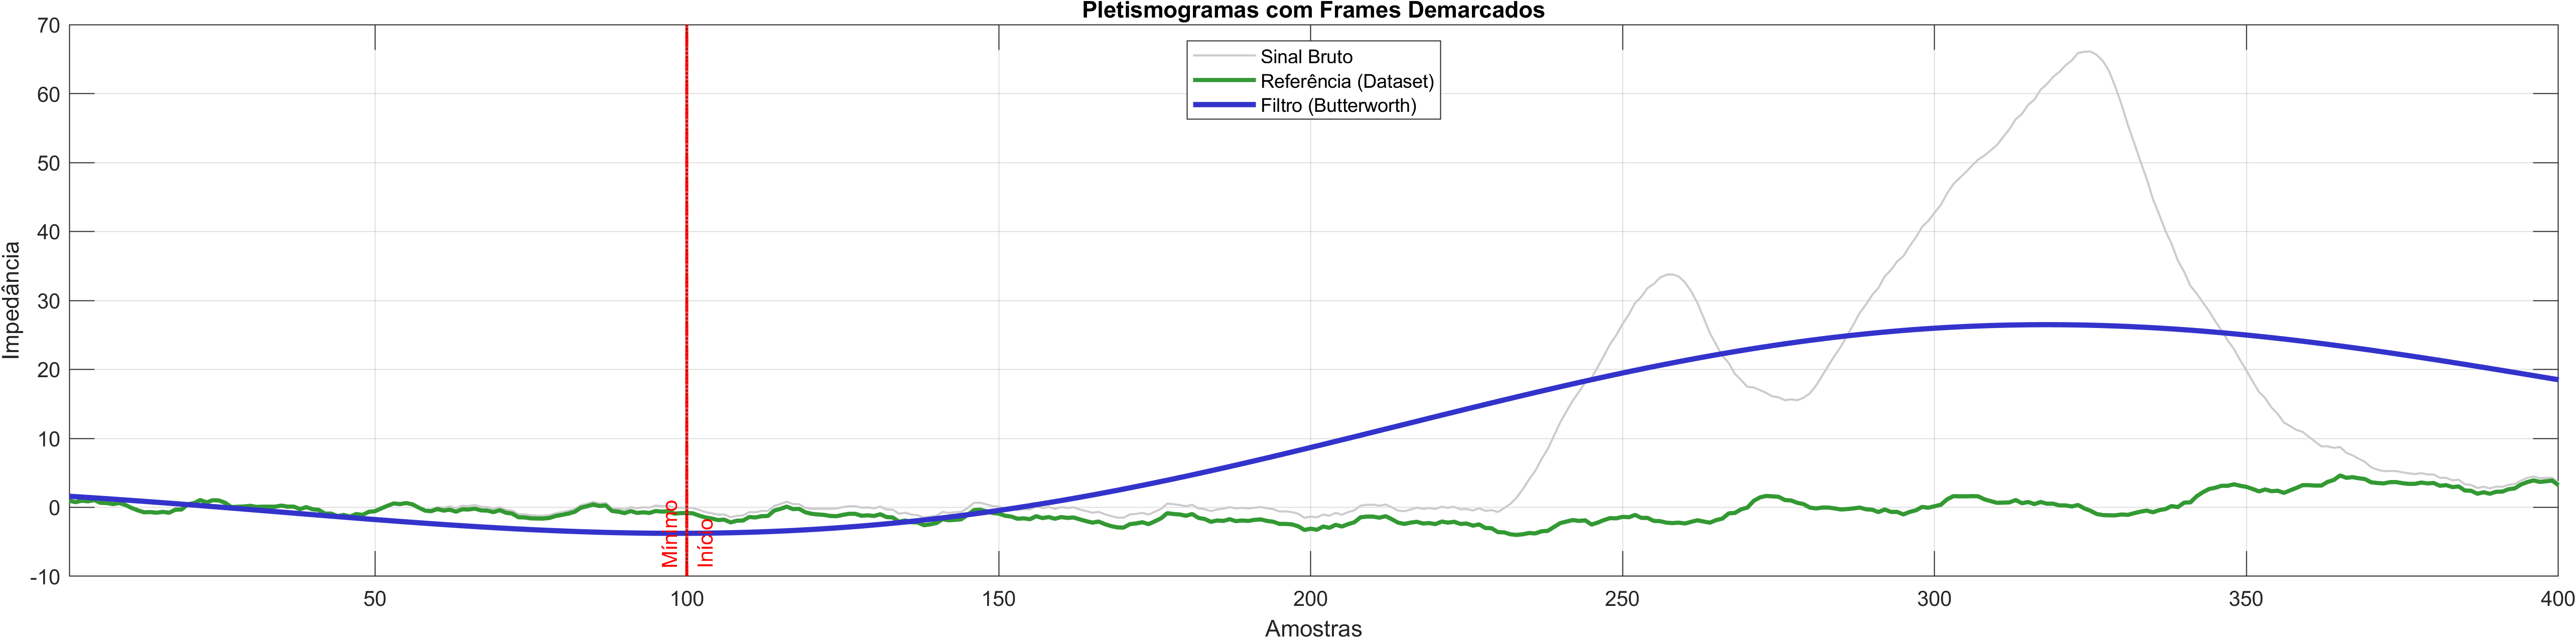 Pletismogramas com Frames Demarcados
Sinal Bruto
Referência (Dataset)
Filtro (Butterworth)
Impedância
70
60
50
40
30
20
10
0
-10
Mínimo
Início
50
100
150
200
250
300
350
400
Amostras